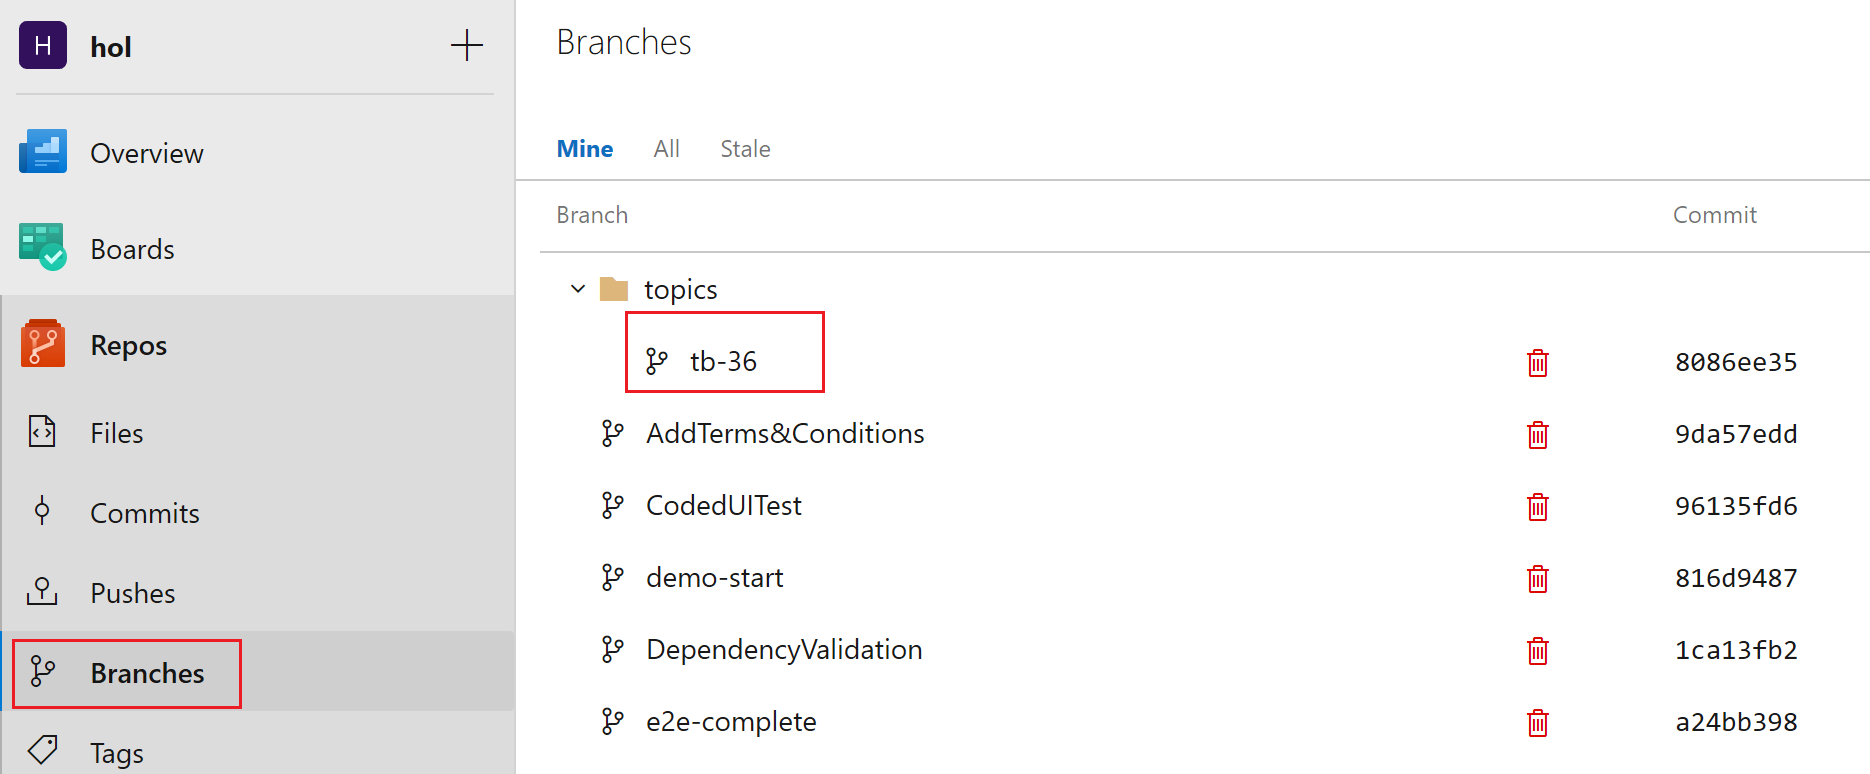 H hol
Overview
Boards
Repos
Files
Commits
Pushes
Branches
Tags
Branches
Mine All Stale
Branch Commit
topics
tb-36 8086ee35
AddTerms&Conditions 9da57edd
CodedUITest 96135fd6
demo-start 816d9487
DependencyValidation 1ca13fb2
e2e-complete a24bb398